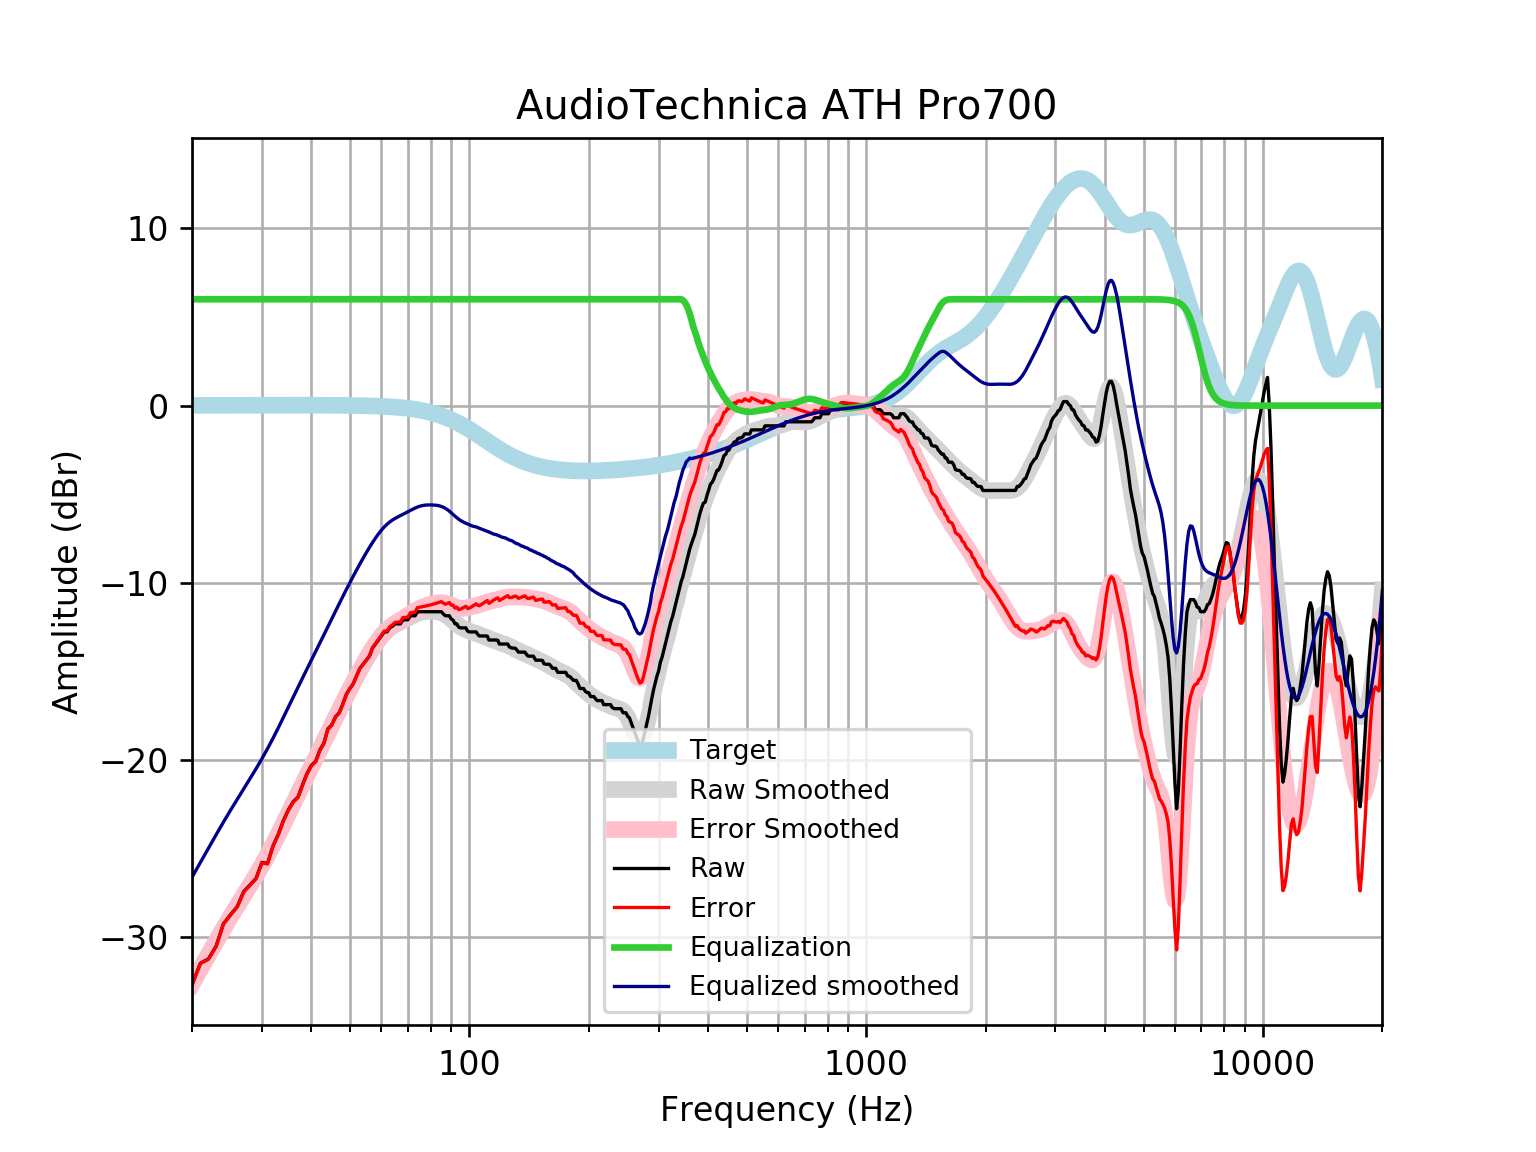 AudioTechnica ATH Pro700
10
0
−10
−20
−30
Amplitude (dBr)
Target
Raw Smoothed
Error Smoothed
Raw
Error
Equalization
Equalized smoothed
100
1000
10000
Frequency (Hz)